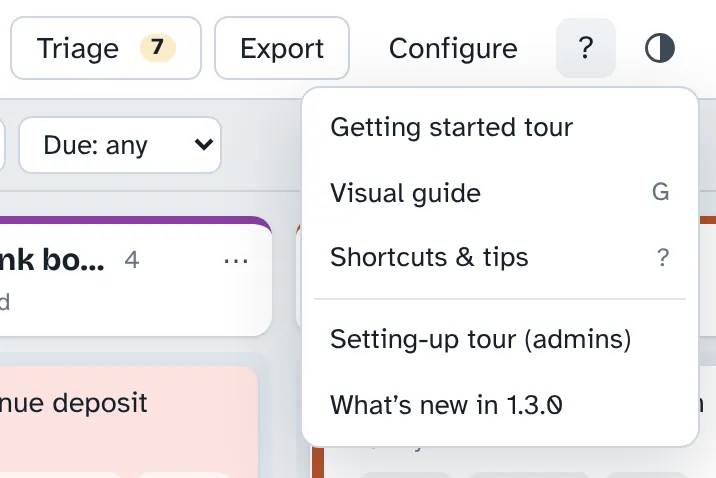 Triage 7 Export Configure ?
Due: any
Getting started tour
Visual guide G
nk bo... 4 ...
Shortcuts & tips ?
d
Setting-up tour (admins)
nue deposit
What’s new in 1.3.0